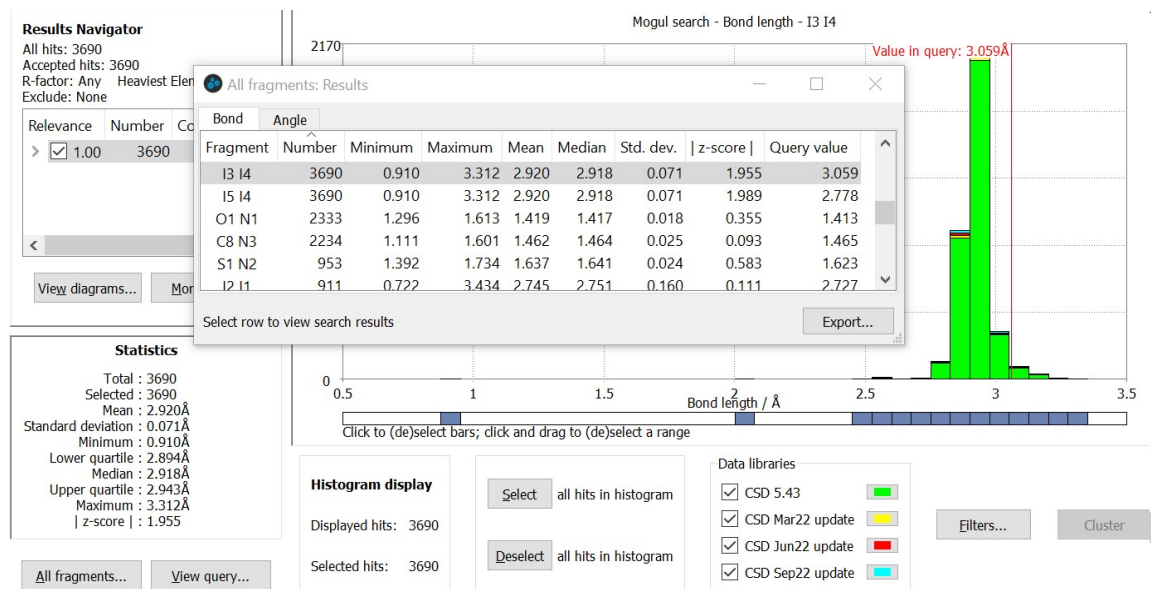 Results Navigator
All hits: 3690
Accepted hits: 3690
R-factor: Any Heaviest Elen
Exclude: None
Relevance Number Co
1.00 3690
View diagrams... Mor
Mogul search - Bond length - I3 I4
2170
Value in query: 3.059Å
All fragments: Results
Bond Angle
Fragment Number Minimum Maximum Mean Median Std. dev. | z-score | Query value
I3 I4 3690 0.910 3.312 2.920 2.918 0.071 1.955 3.059
I5 I4 3690 0.910 3.312 2.920 2.918 0.071 1.989 2.778
O1 N1 2333 1.296 1.613 1.419 1.417 0.018 0.355 1.413
C8 N3 2234 1.111 1.601 1.462 1.464 0.025 0.093 1.465
S1 N2 953 1.392 1.734 1.637 1.641 0.024 0.583 1.623
I2 I1 911 0.722 3.434 2.745 2.751 0.160 0.111 2.727
Select row to view search results Export...
0
0.5 1 1.5 2 2.5 3 3.5
Bond length / Å
Click to (de)select bars; click and drag to (de)select a range
Statistics
Total : 3690
Selected : 3690
Mean : 2.920Å
Standard deviation : 0.071Å
Minimum : 0.910Å
Lower quartile : 2.894Å
Median : 2.918Å
Upper quartile : 2.943Å
Maximum : 3.312Å
| z-score | : 1.955
All fragments... View query...
Histogram display
Displayed hits: 3690
Selected hits: 3690
Select all hits in histogram
Deselect all hits in histogram
Data libraries
CSD 5.43
CSD Mar22 update
CSD Jun22 update
CSD Sep22 update
Filters... Cluster